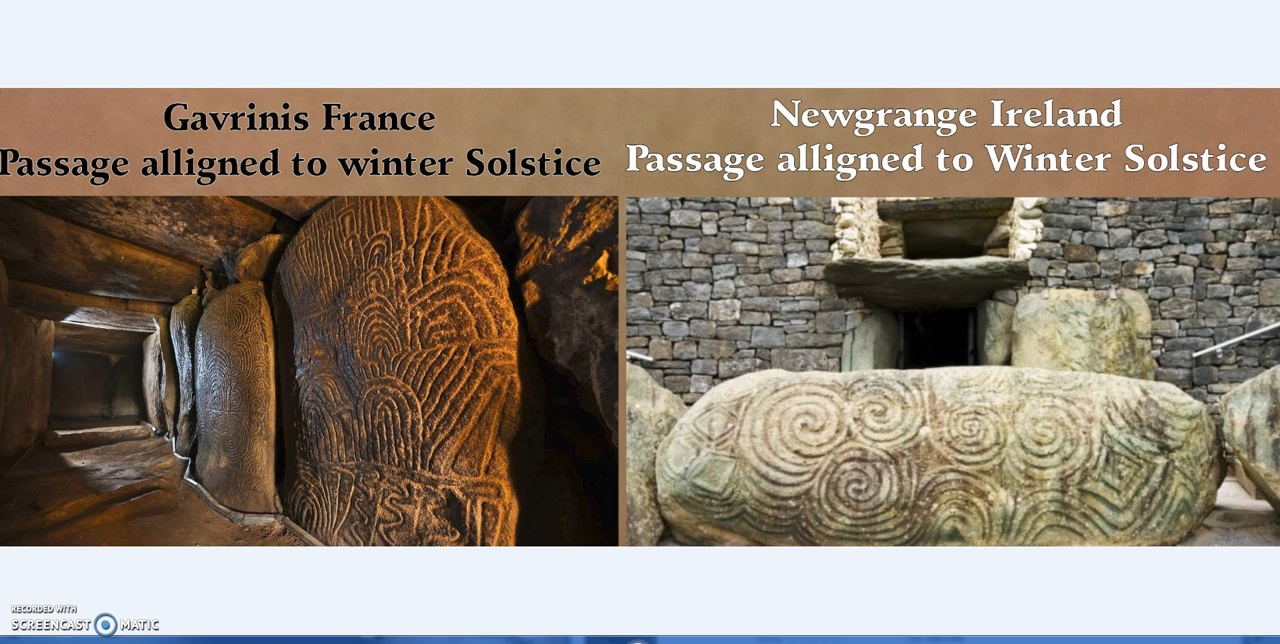 Gavrinis France
Passage alligned to winter Solstice
Newgrange Ireland
Passage alligned to Winter Solstice
RECORDED WITH
SCREENCAST MATIC